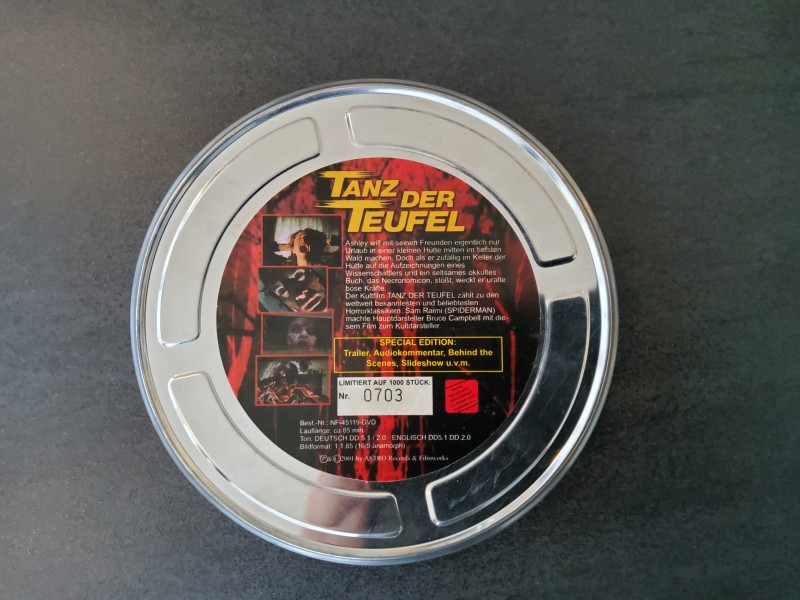 TANZ DER
TEUFEL
Ashley will mit seinen Freunden eigentlich nur
Urlaub in einer kleinen Hütte mitten im tiefsten
Wald machen. Doch als er zufällig im Keller der
Hütte auf die Aufzeichnungen eines
Wissenschaftlers und ein seltsames okkultes
Buch, das Necronomicon, stößt, weckt er uralte
böse Kräfte.
Der Kultfilm TANZ DER TEUFEL zählt zu den
weltweit bekanntesten und beliebtesten
Horrorklassikern. Sam Raimi (SPIDERMAN)
machte Hauptdarsteller Bruce Campbell mit die-
sem Film zum Kultdarsteller.
SPECIAL EDITION:
Trailer, Audiokommentar, Behind the
Scenes, Slideshow u.v.m.
LIMITIERT AUF 1000 STÜCK:
Nr. 0703
Best.-Nr.: NF-45119-DVD
Lauflänge: ca 85 min.
Ton: DEUTSCH DD 5.1 / 2.0 ENGLISCH DD5.1 DD 2.0
Bildformat: 1:1.85 (16:9 anamorph)
℗&©2001 by ASTRO Records & Filmworks